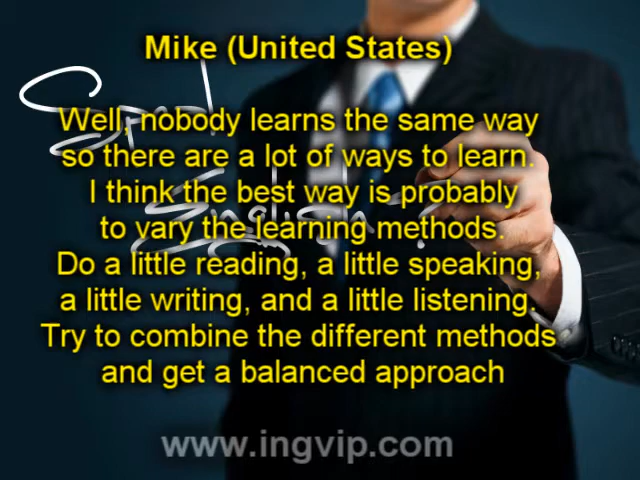 Mike (United States)
Well, nobody learns the same way
so there are a lot of ways to learn.
I think the best way is probably
to vary the learning methods.
Do a little reading, a little speaking,
a little writing, and a little listening.
Try to combine the different methods
and get a balanced approach
Speak
English?
www.ingvip.com